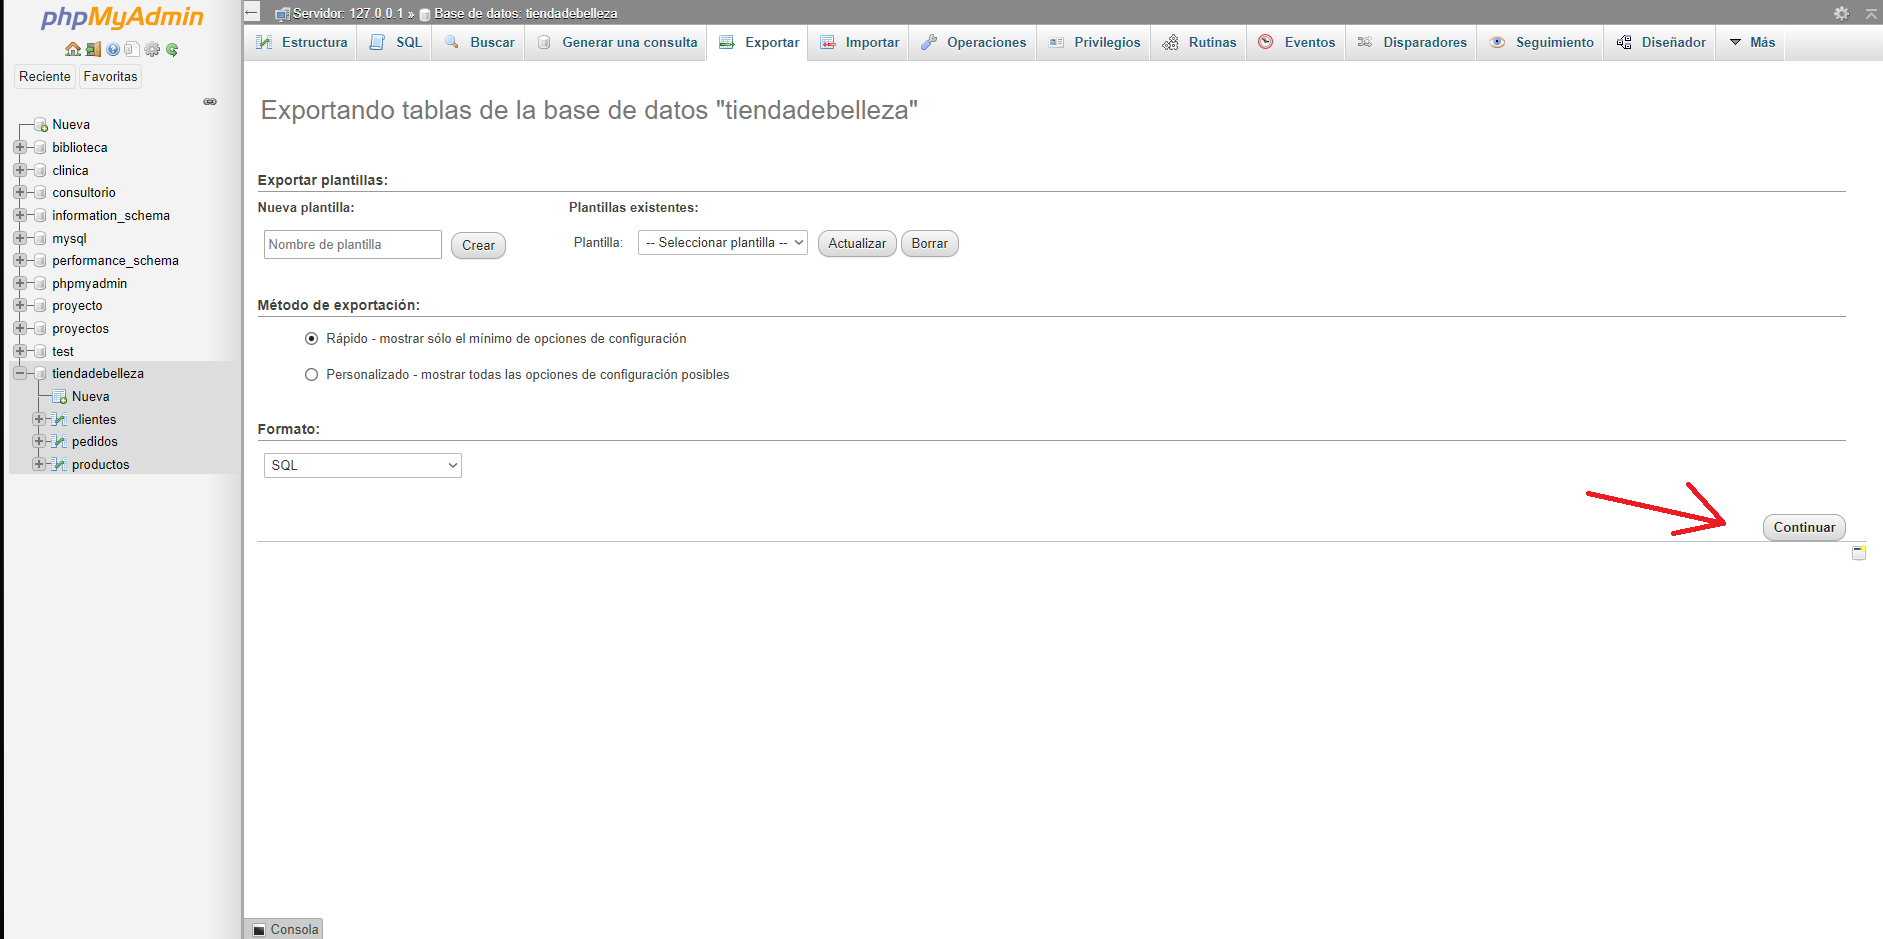 phpMyAdmin
Reciente Favoritas
Nueva
biblioteca
clinica
consultorio
information_schema
mysql
performance_schema
phpmyadmin
proyecto
proyectos
test
tiendadebelleza
Nueva
clientes
pedidos
productos
Servidor: 127.0.0.1 » Base de datos: tiendadebelleza
Estructura SQL Buscar Generar una consulta Exportar Importar Operaciones Privilegios Rutinas Eventos Disparadores Seguimiento Diseñador Más
Exportando tablas de la base de datos "tiendadebelleza"
Exportar plantillas:
Nueva plantilla: Plantillas existentes:
Nombre de plantilla Crear Plantilla: -- Seleccionar plantilla -- Actualizar Borrar
Método de exportación:
Rápido - mostrar sólo el mínimo de opciones de configuración
Personalizado - mostrar todas las opciones de configuración posibles
Formato:
SQL
Continuar
Consola